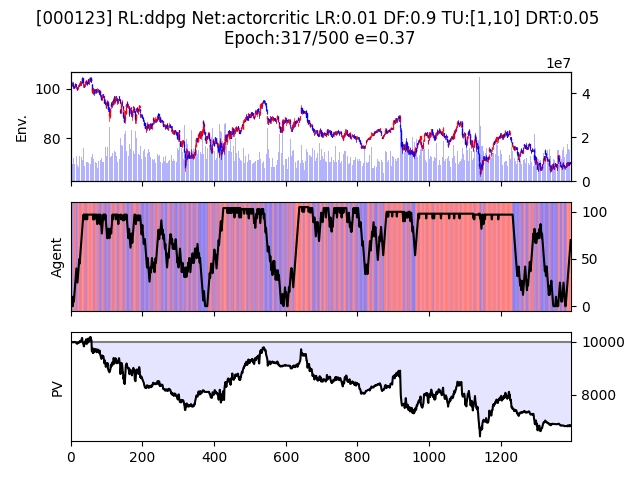 [000123] RL:ddpg Net:actorcritic LR:0.01 DF:0.9 TU:[1,10] DRT:0.05
Epoch:317/500 e=0.37
1e7
100
80
Env.
4
2
0
Agent
100
50
0
PV
10000
8000
0 200 400 600 800 1000 1200